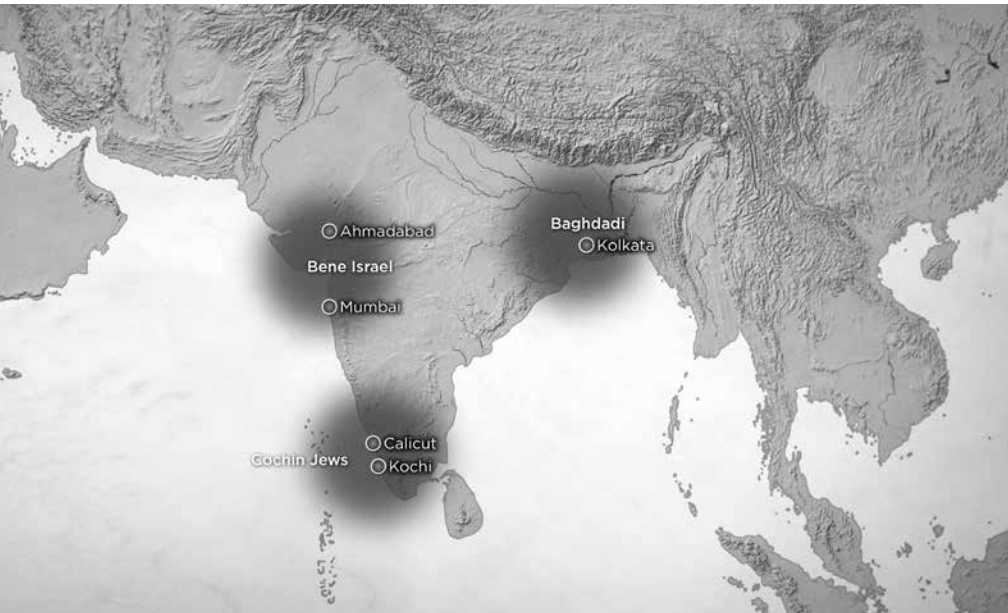 Baghdadi
Ahmadabad
Kolkata
Bene Israel
Mumbai
Calicut
Cochin Jews
Kochi